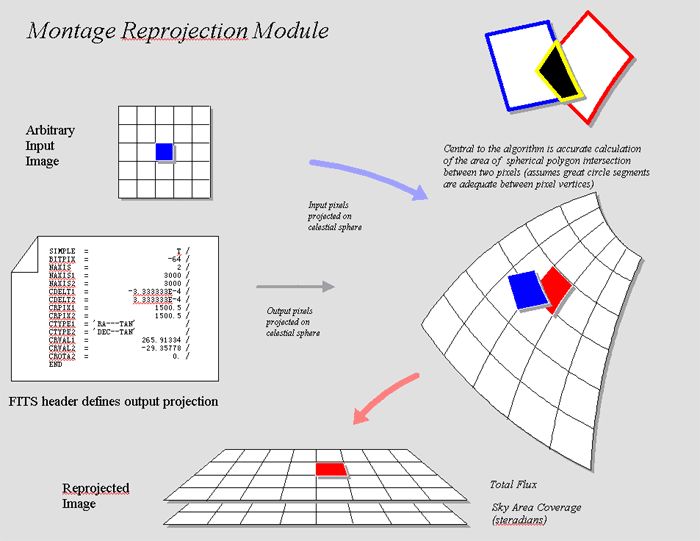 Montage Reprojection Module
Arbitrary
Input
Image
Central to the algorithm is accurate calculation
of the area of spherical polygon intersection
between two pixels (assumes great circle segments
are adequate between pixel vertices)
Input pixels
projected on
celestial sphere
SIMPLE = T /
BITPIX = -64 /
NAXIS = 2 /
NAXIS1 = 3000 /
NAXIS2 = 3000 /
CDELT1 = -3.333333E-4 /
CDELT2 = 3.333333E-4 /
CRPIX1 = 1500.5 /
CRPIX2 = 1500.5 /
CTYPE1 = 'RA---TAN' /
CTYPE2 = 'DEC--TAN' /
CRVAL1 = 265.91334 /
CRVAL2 = -29.35778 /
CROTA2 = 0. /
END
Output pixels
projected on
celestial sphere
FITS header defines output projection
Reprojected
Image
Total Flux
Sky Area Coverage
(steradians)